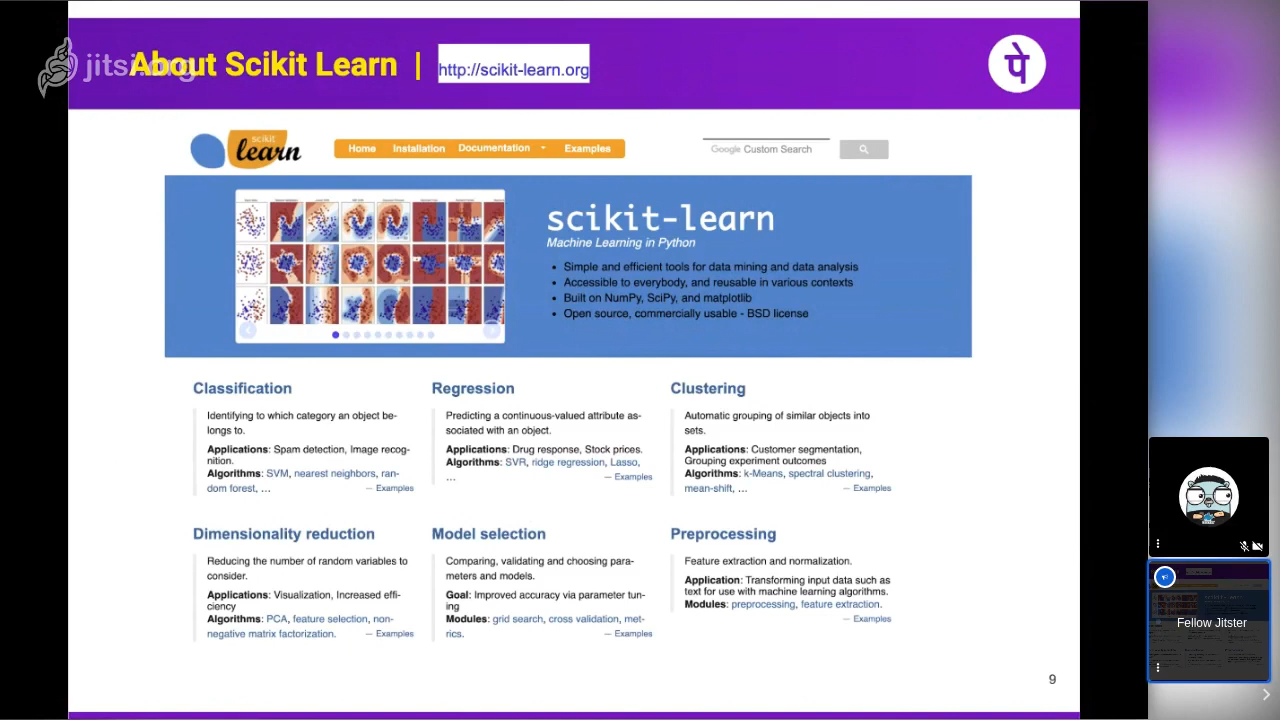 jitsi.org
About Scikit Learn | http://scikit-learn.org
पे
scikit
learn
Home Installation Documentation Examples
Google Custom Search
scikit-learn
Machine Learning in Python
• Simple and efficient tools for data mining and data analysis
• Accessible to everybody, and reusable in various contexts
• Built on NumPy, SciPy, and matplotlib
• Open source, commercially usable - BSD license
Classification
Identifying to which category an object be-
longs to.
Applications: Spam detection, Image recog-
nition.
Algorithms: SVM, nearest neighbors, ran-
dom forest, ... — Examples
Regression
Predicting a continuous-valued attribute as-
sociated with an object.
Applications: Drug response, Stock prices.
Algorithms: SVR, ridge regression, Lasso,
... — Examples
Clustering
Automatic grouping of similar objects into
sets.
Applications: Customer segmentation,
Grouping experiment outcomes
Algorithms: k-Means, spectral clustering,
mean-shift, ... — Examples
Dimensionality reduction
Reducing the number of random variables to
consider.
Applications: Visualization, Increased effi-
ciency
Algorithms: PCA, feature selection, non-
negative matrix factorization. — Examples
Model selection
Comparing, validating and choosing para-
meters and models.
Goal: Improved accuracy via parameter tun-
ing
Modules: grid search, cross validation, met-
rics. — Examples
Preprocessing
Feature extraction and normalization.
Application: Transforming input data such as
text for use with machine learning algorithms.
Modules: preprocessing, feature extraction.
— Examples
9
Fellow Jitster